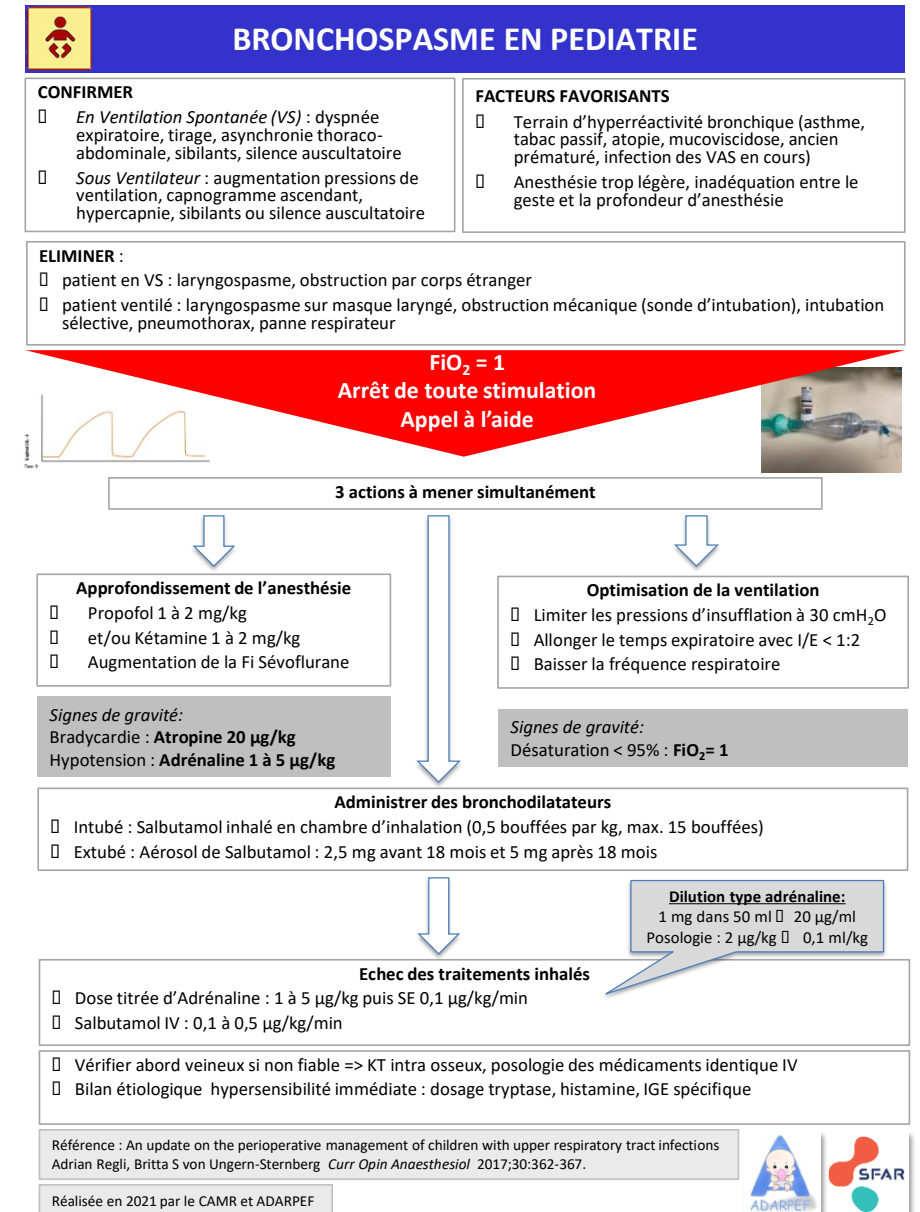 BRONCHOSPASME EN PEDIATRIE
CONFIRMER
▯ En Ventilation Spontanée (VS) : dyspnée
expiratoire, tirage, asynchronie thoraco-
abdominale, sibilants, silence auscultatoire
▯ Sous Ventilateur : augmentation pressions de
ventilation, capnogramme ascendant,
hypercapnie, sibilants ou silence auscultatoire
FACTEURS FAVORISANTS
▯ Terrain d’hyperréactivité bronchique (asthme,
tabac passif, atopie, mucoviscidose, ancien
prématuré, infection des VAS en cours)
▯ Anesthésie trop légère, inadéquation entre le
geste et la profondeur d’anesthésie
ELIMINER :
▯ patient en VS : laryngospasme, obstruction par corps étranger
▯ patient ventilé : laryngospasme sur masque laryngé, obstruction mécanique (sonde d’intubation), intubation
sélective, pneumothorax, panne respirateur
FiO₂ = 1
Arrêt de toute stimulation
Appel à l’aide
3 actions à mener simultanément
Approfondissement de l’anesthésie
▯ Propofol 1 à 2 mg/kg
▯ et/ou Kétamine 1 à 2 mg/kg
▯ Augmentation de la Fi Sévoflurane
Signes de gravité:
Bradycardie : Atropine 20 µg/kg
Hypotension : Adrénaline 1 à 5 µg/kg
Optimisation de la ventilation
▯ Limiter les pressions d’insufflation à 30 cmH₂O
▯ Allonger le temps expiratoire avec I/E < 1:2
▯ Baisser la fréquence respiratoire
Signes de gravité:
Désaturation < 95% : FiO₂= 1
Administrer des bronchodilatateurs
▯ Intubé : Salbutamol inhalé en chambre d’inhalation (0,5 bouffées par kg, max. 15 bouffées)
▯ Extubé : Aérosol de Salbutamol : 2,5 mg avant 18 mois et 5 mg après 18 mois
Dilution type adrénaline:
1 mg dans 50 ml ▯ 20 µg/ml
Posologie : 2 µg/kg ▯ 0,1 ml/kg
Echec des traitements inhalés
▯ Dose titrée d’Adrénaline : 1 à 5 µg/kg puis SE 0,1 µg/kg/min
▯ Salbutamol IV : 0,1 à 0,5 µg/kg/min
▯ Vérifier abord veineux si non fiable => KT intra osseux, posologie des médicaments identique IV
▯ Bilan étiologique hypersensibilité immédiate : dosage tryptase, histamine, IGE spécifique
Référence : An update on the perioperative management of children with upper respiratory tract infections
Adrian Regli, Britta S von Ungern-Sternberg Curr Opin Anaesthesiol 2017;30:362-367.
Réalisée en 2021 par le CAMR et ADARPEF
ADARPEF
SFAR